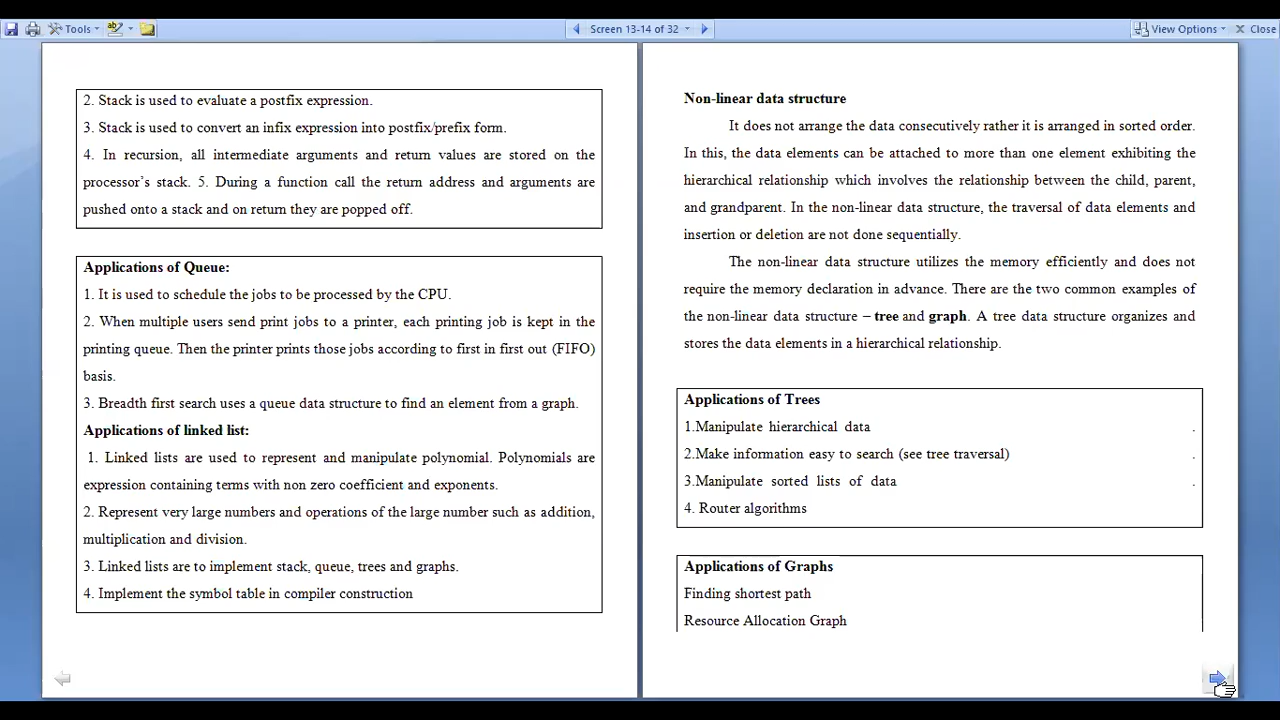 Tools
Screen 13-14 of 32
View Options
Close
2. Stack is used to evaluate a postfix expression.
3. Stack is used to convert an infix expression into postfix/prefix form.
4. In recursion, all intermediate arguments and return values are stored on the
processor's stack. 5. During a function call the return address and arguments are
pushed onto a stack and on return they are popped off.
Applications of Queue:
1. It is used to schedule the jobs to be processed by the CPU.
2. When multiple users send print jobs to a printer, each printing job is kept in the
printing queue. Then the printer prints those jobs according to first in first out (FIFO)
basis.
3. Breadth first search uses a queue data structure to find an element from a graph.
Applications of linked list:
1. Linked lists are used to represent and manipulate polynomial. Polynomials are
expression containing terms with non zero coefficient and exponents.
2. Represent very large numbers and operations of the large number such as addition,
multiplication and division.
3. Linked lists are to implement stack, queue, trees and graphs.
4. Implement the symbol table in compiler construction
Non-linear data structure
It does not arrange the data consecutively rather it is arranged in sorted order.
In this, the data elements can be attached to more than one element exhibiting the
hierarchical relationship which involves the relationship between the child, parent,
and grandparent. In the non-linear data structure, the traversal of data elements and
insertion or deletion are not done sequentially.
The non-linear data structure utilizes the memory efficiently and does not
require the memory declaration in advance. There are the two common examples of
the non-linear data structure – tree and graph. A tree data structure organizes and
stores the data elements in a hierarchical relationship.
Applications of Trees
1.Manipulate hierarchical data .
2.Make information easy to search (see tree traversal) .
3.Manipulate sorted lists of data .
4. Router algorithms
Applications of Graphs
Finding shortest path
Resource Allocation Graph